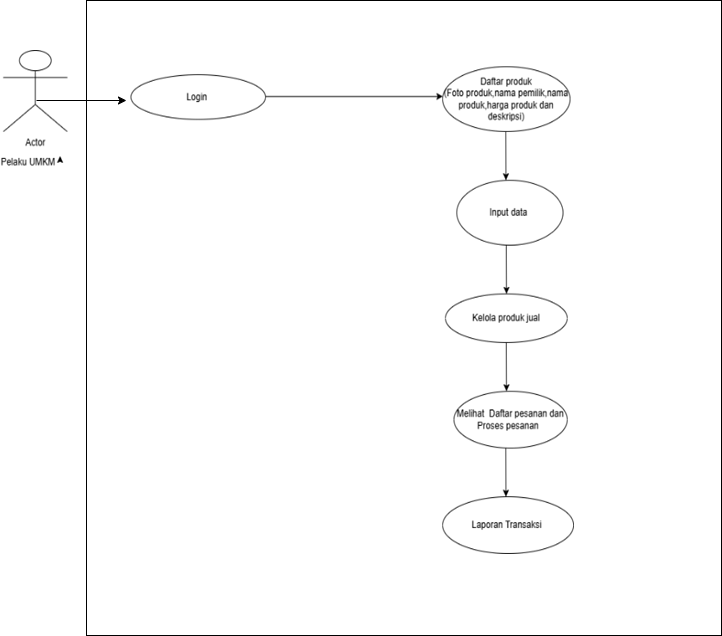 Actor
Pelaku UMKM
Login
Daftar produk
(Foto produk,nama pemilik,nama
produk,harga produk dan
deskripsi)
Input data
Kelola produk jual
Melihat Daftar pesanan dan
Proses pesanan
Laporan Transaksi